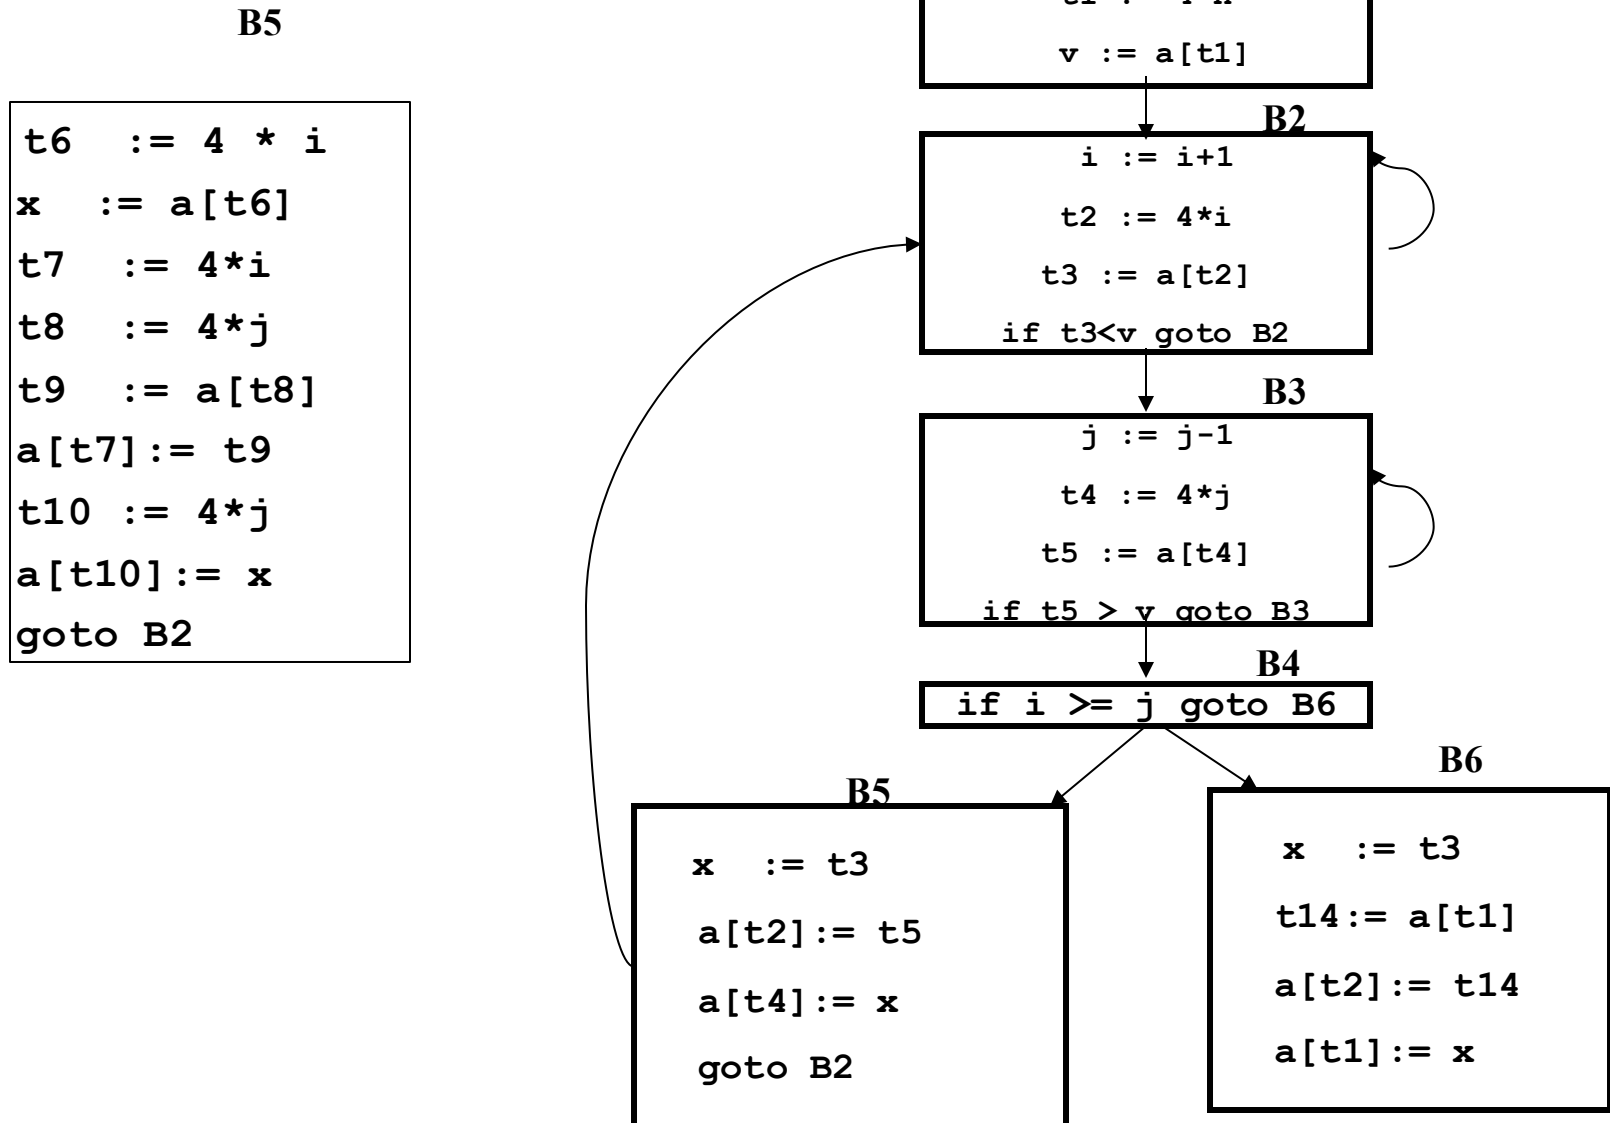 B5
t6 := 4 * i
x := a[t6]
t7 := 4*i
t8 := 4*j
t9 := a[t8]
a[t7]:= t9
t10 := 4*j
a[t10]:= x
goto B2
v := a[t1]
B2
i := i+1
t2 := 4*i
t3 := a[t2]
if t3<v goto B2
B3
j := j-1
t4 := 4*j
t5 := a[t4]
if t5 > v goto B3
B4
if i >= j goto B6
B5
x := t3
a[t2]:= t5
a[t4]:= x
goto B2
B6
x := t3
t14:= a[t1]
a[t2]:= t14
a[t1]:= x